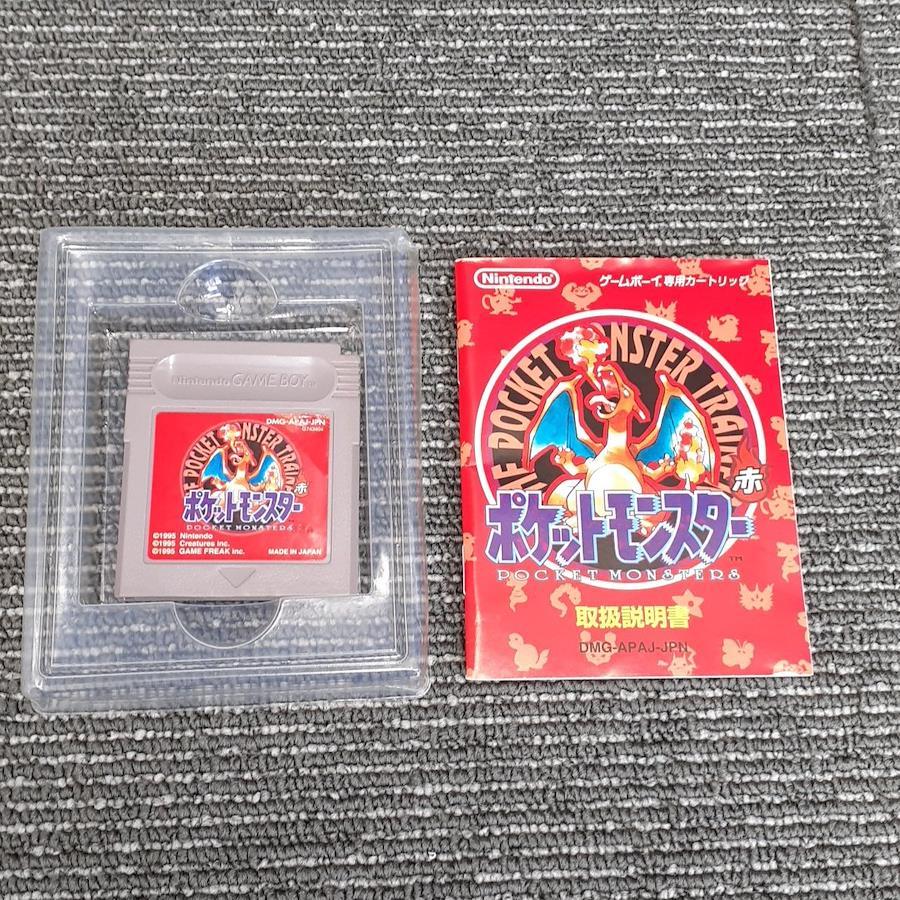 Nintendo GAME BOY
DMG-APAJ-JPN
THE POCKET MONSTER TRAINER
赤
ポケットモンスター
POCKET MONSTERS
©1995 Nintendo
©1995 Creatures inc.
©1995 GAME FREAK inc.
MADE IN JAPAN
Nintendo
ゲームボーイ専用カートリッジ
THE POCKET MONSTER TRAINER
赤
ポケットモンスター
TM
POCKET MONSTERS
取扱説明書
DMG-APAJ-JPN